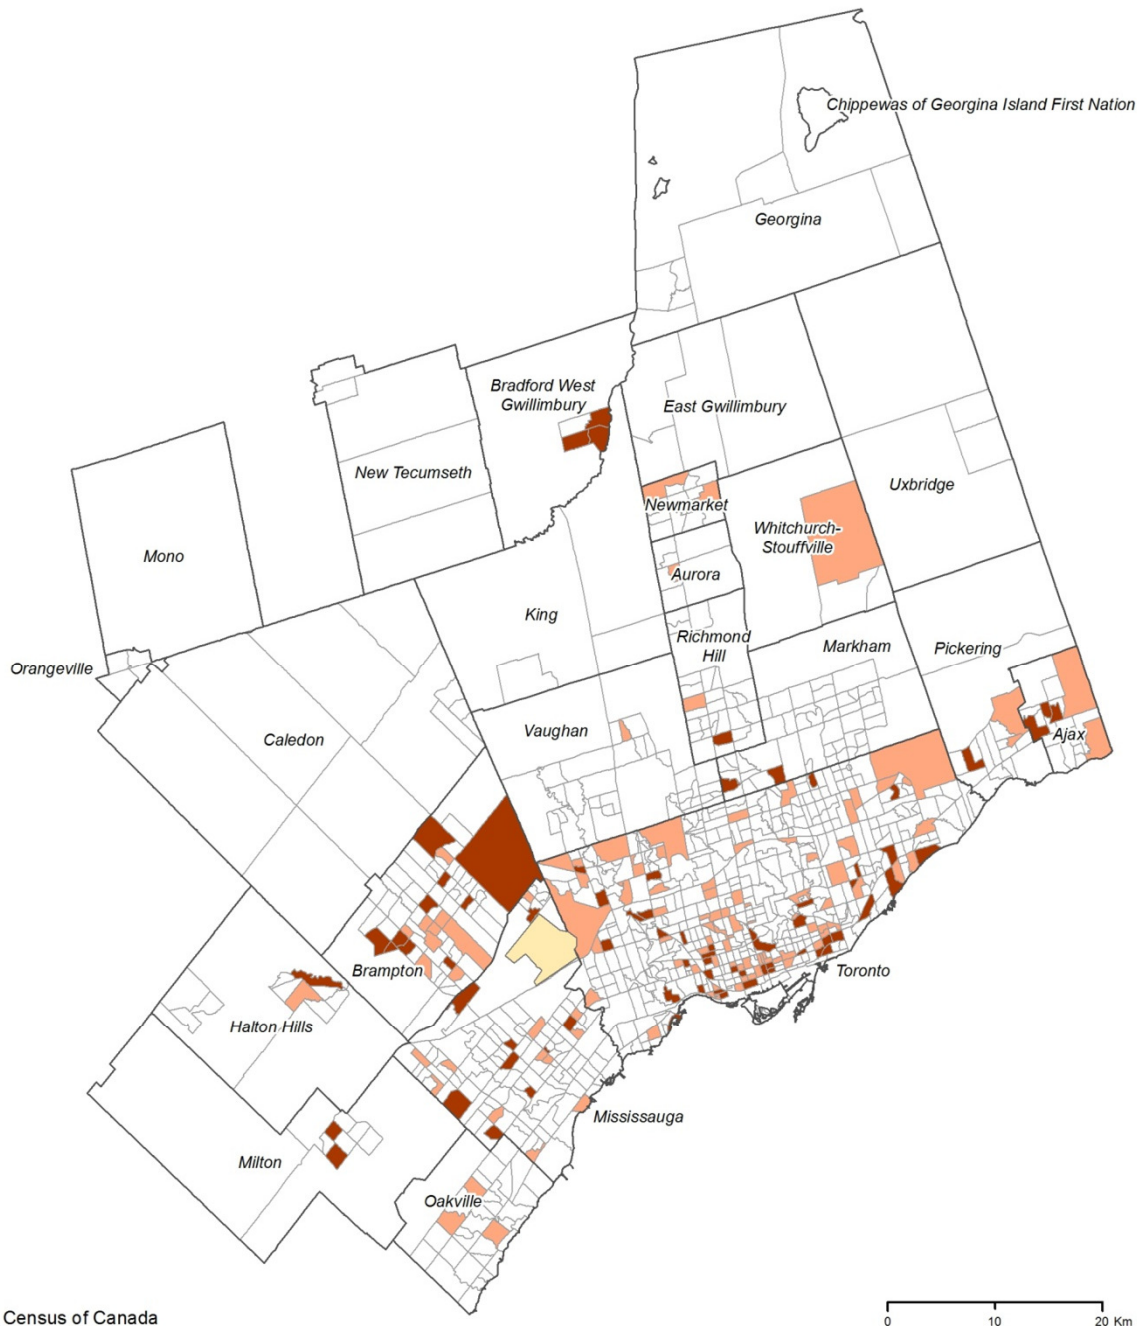 Chippewas of Georgina Island First Nation
Georgina
Bradford West
Gwillimbury
East Gwillimbury
New Tecumseth
Uxbridge
Newmarket
Whitchurch-
Stouffville
Mono
Aurora
King
Richmond
Hill
Markham
Pickering
Orangeville
Vaughan
Caledon
Ajax
Brampton
Toronto
Halton Hills
Mississauga
Milton
Oakville
Census of Canada
0 10 20 Km